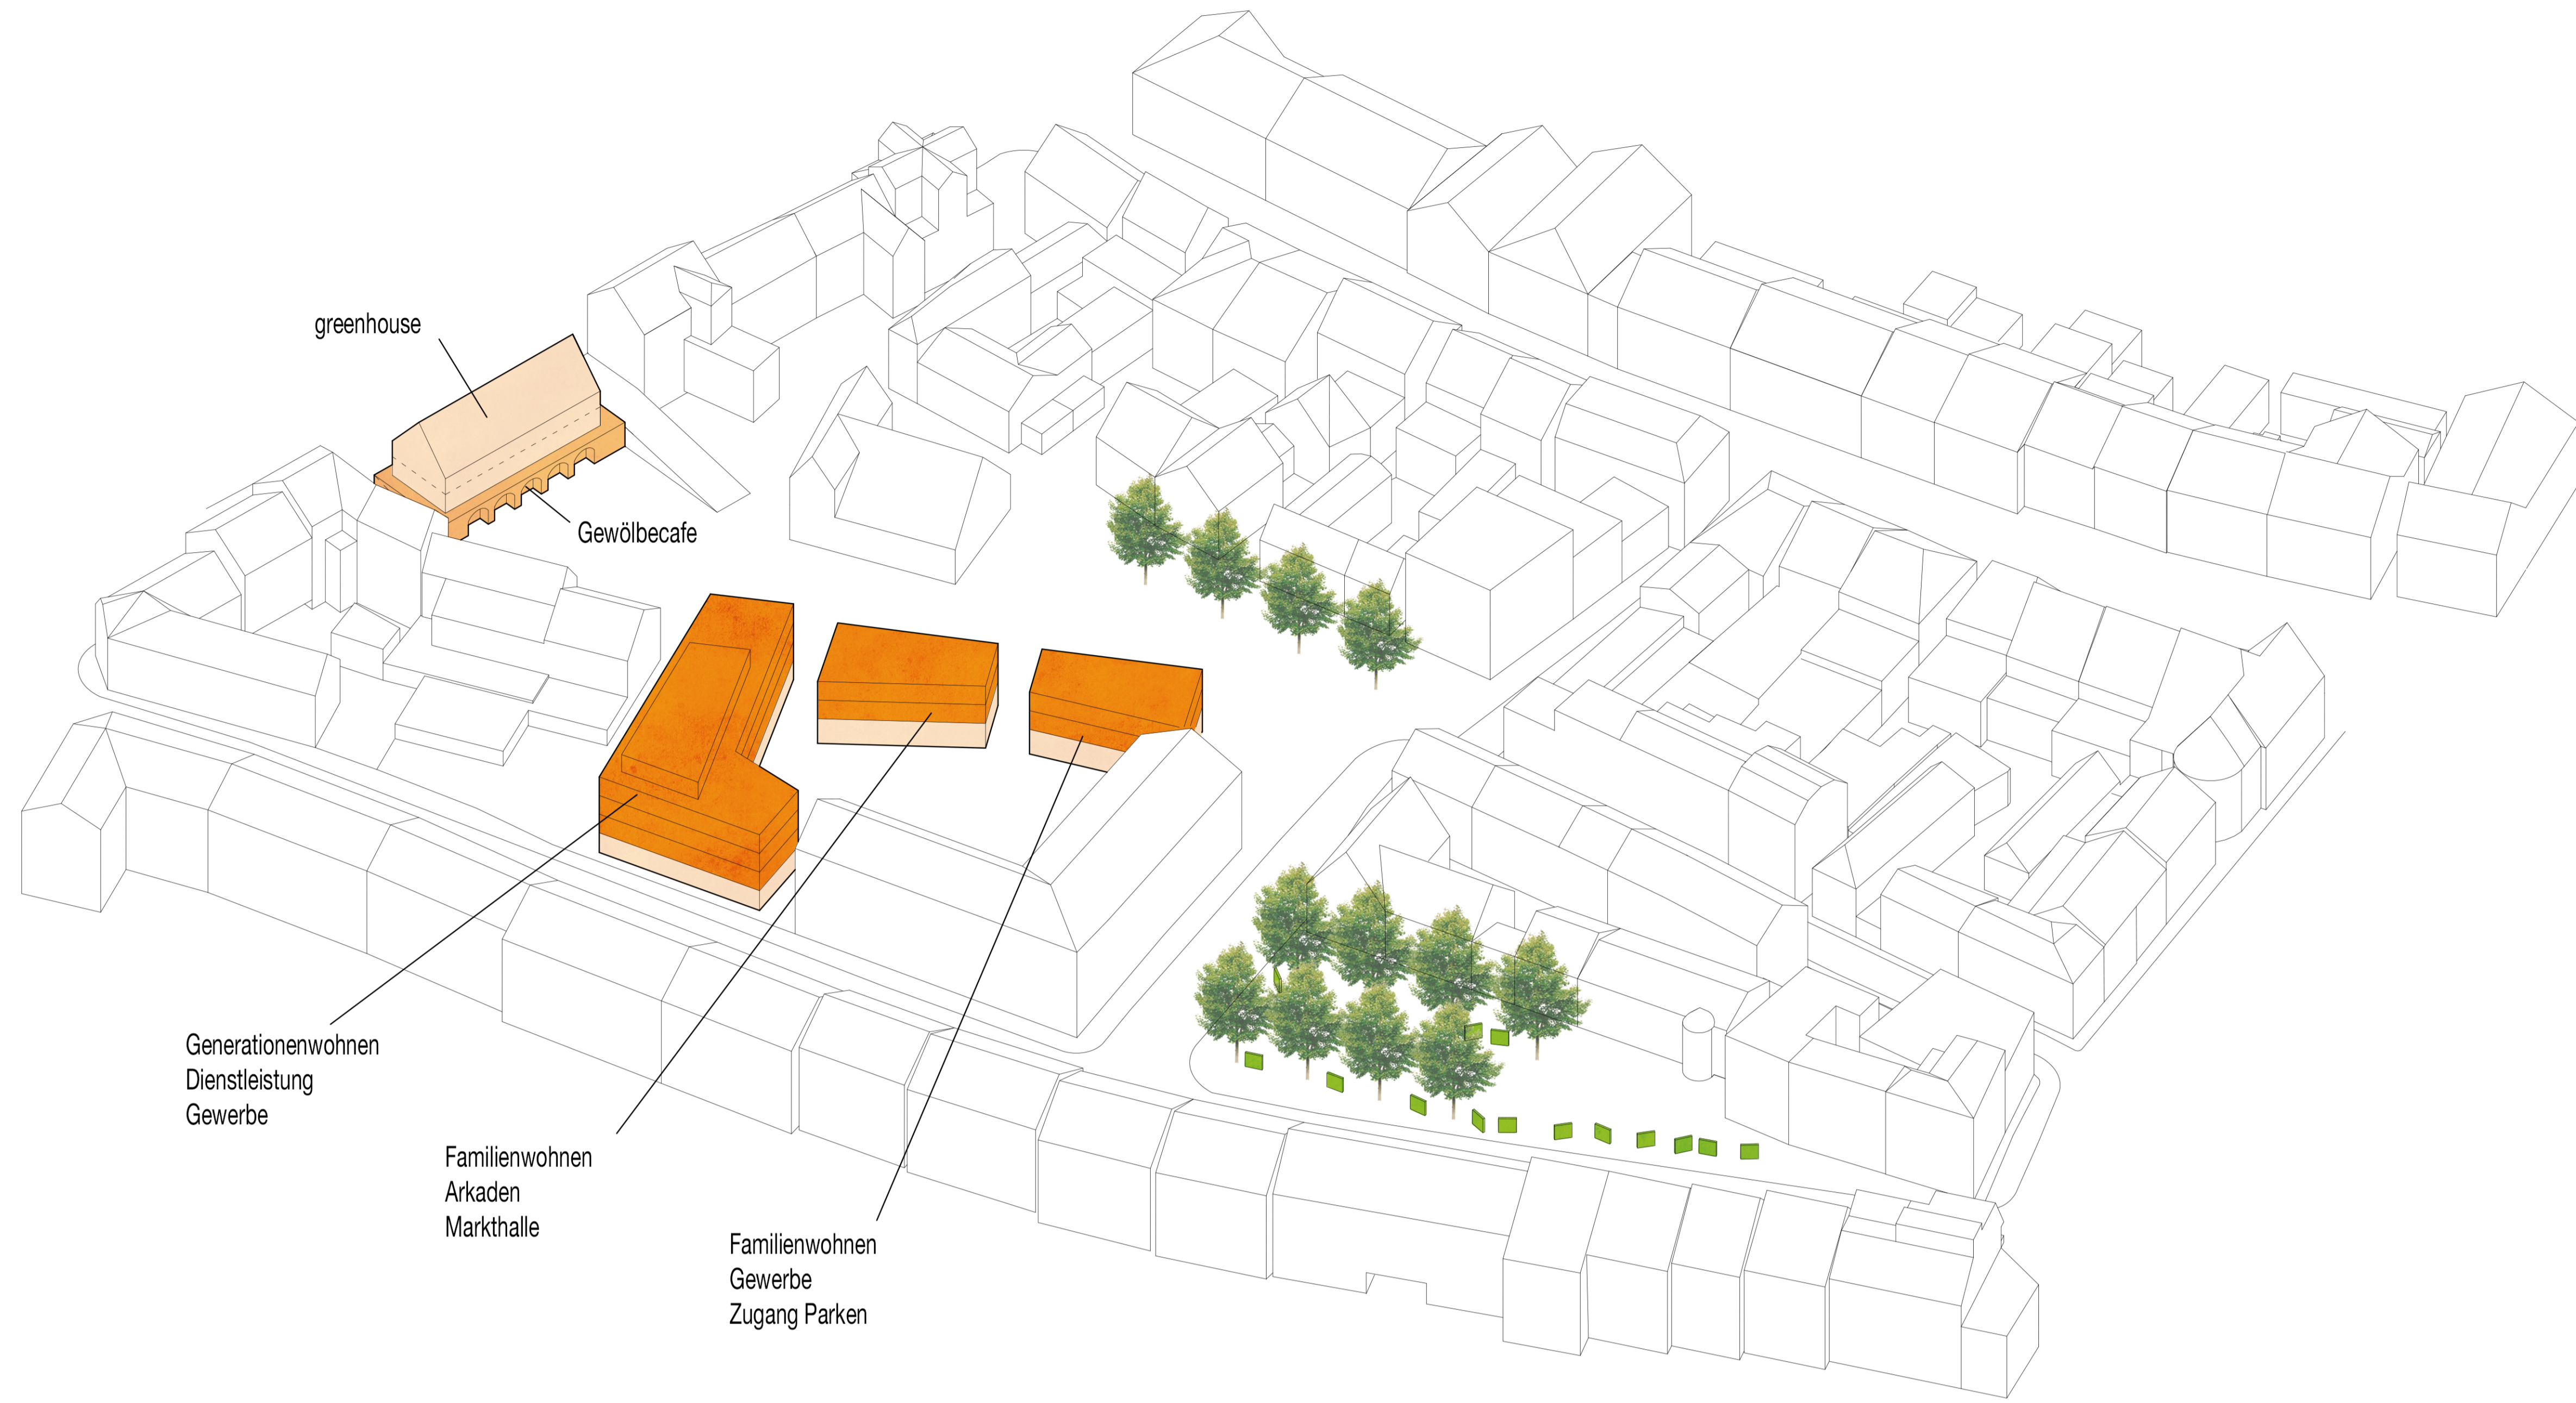 greenhouse
Gewölbecafe
Generationenwohnen
Dienstleistung
Gewerbe
Familienwohnen
Arkaden
Markthalle
Familienwohnen
Gewerbe
Zugang Parken